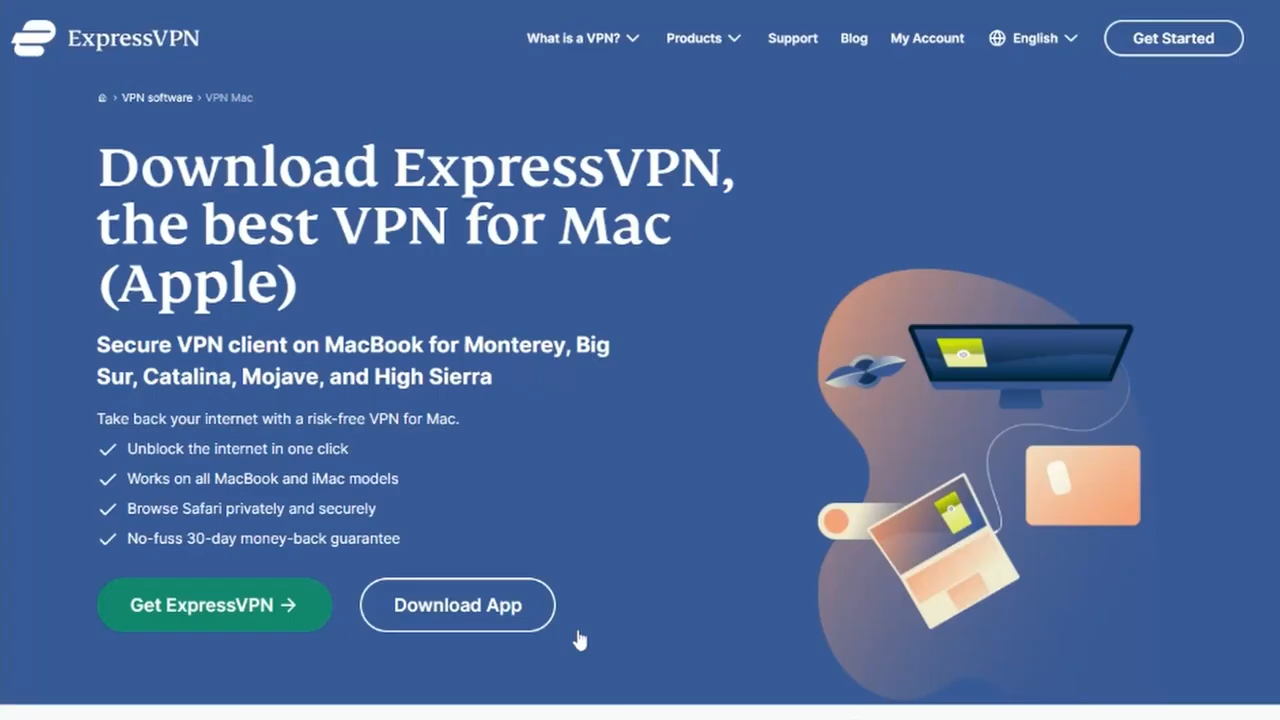 ExpressVPN
What is a VPN?
Products
Support
Blog
My Account
English
Get Started
VPN software › VPN Mac
Download ExpressVPN,
the best VPN for Mac
(Apple)
Secure VPN client on MacBook for Monterey, Big
Sur, Catalina, Mojave, and High Sierra
Take back your internet with a risk-free VPN for Mac.
Unblock the internet in one click
Works on all MacBook and iMac models
Browse Safari privately and securely
No-fuss 30-day money-back guarantee
Get ExpressVPN →
Download App